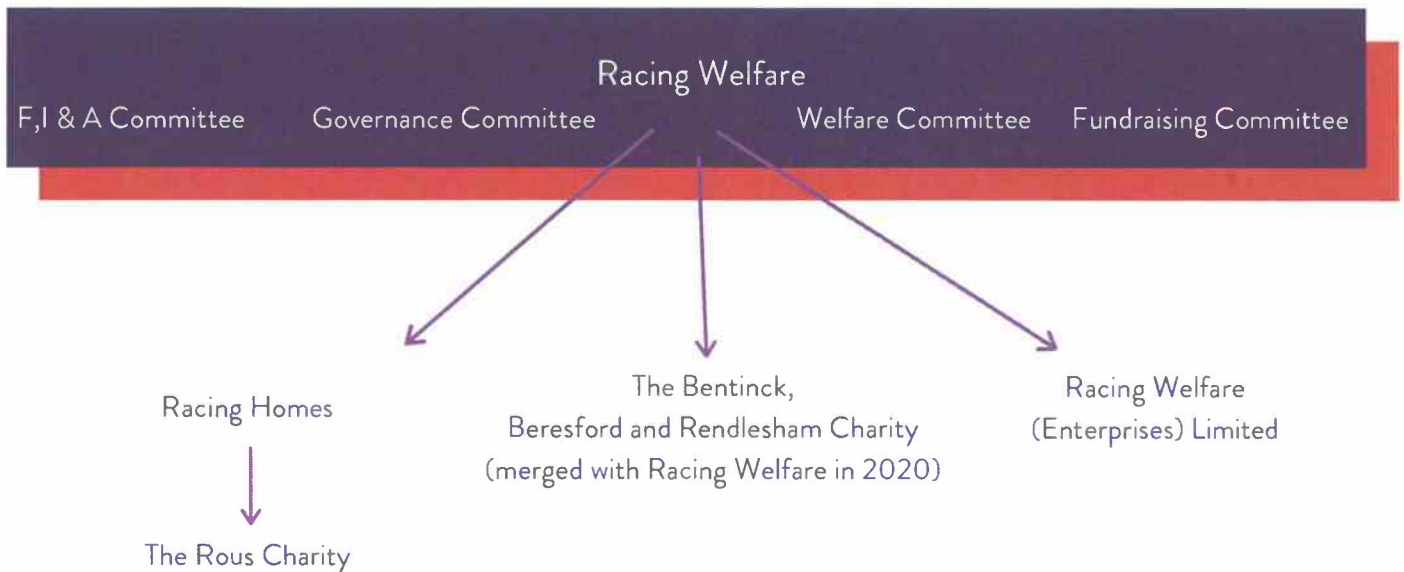 Racing Welfare
F,I & A Committee
Governance Committee
Welfare Committee
Fundraising Committee
Racing Homes
The Rous Charity
The Bentinck,
Beresford and Rendlesham Charity
(merged with Racing Welfare in 2020)
Racing Welfare
(Enterprises) Limited